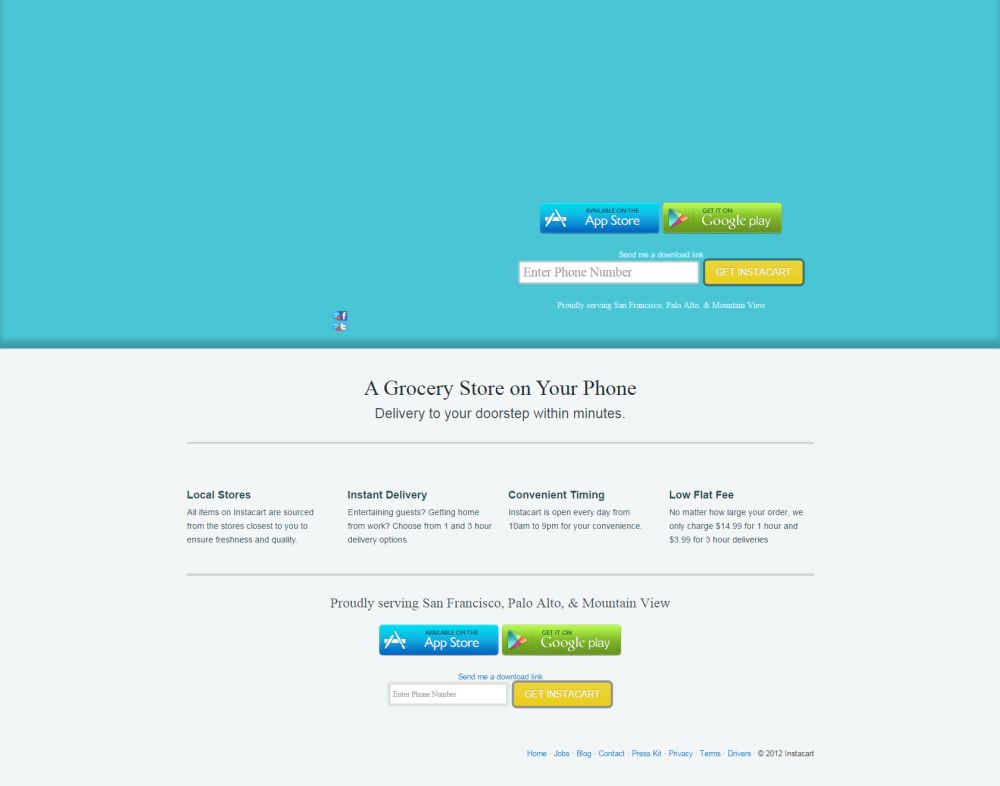 AVAILABLE ON THE
App Store
GET IT ON
Google play
Send me a download link
Enter Phone Number
GET INSTACART
Proudly serving San Francisco, Palo Alto, & Mountain View
A Grocery Store on Your Phone
Delivery to your doorstep within minutes.
Local Stores
All items on Instacart are sourced
from the stores closest to you to
ensure freshness and quality.
Instant Delivery
Entertaining guests? Getting home
from work? Choose from 1 and 3 hour
delivery options.
Convenient Timing
Instacart is open every day from
10am to 9pm for your convenience.
Low Flat Fee
No matter how large your order, we
only charge $14.99 for 1 hour and
$3.99 for 3 hour deliveries
Proudly serving San Francisco, Palo Alto, & Mountain View
AVAILABLE ON THE
App Store
GET IT ON
Google play
Send me a download link
Enter Phone Number
GET INSTACART
Home · Jobs · Blog · Contact · Press Kit · Privacy · Terms · Drivers · © 2012 Instacart